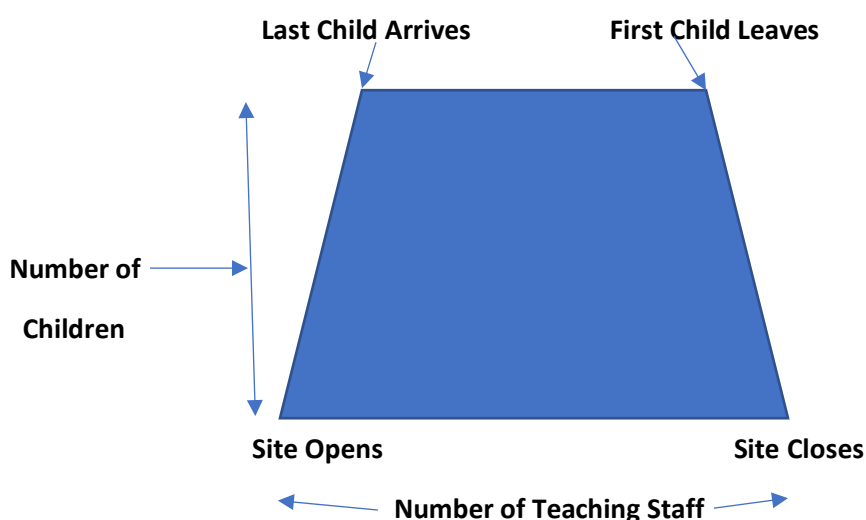 Last Child Arrives
First Child Leaves
Number of
Children
Site Opens
Site Closes
Number of Teaching Staff